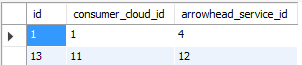 id consumer_cloud_id arrowhead_service_id
1 1 4
13 11 12